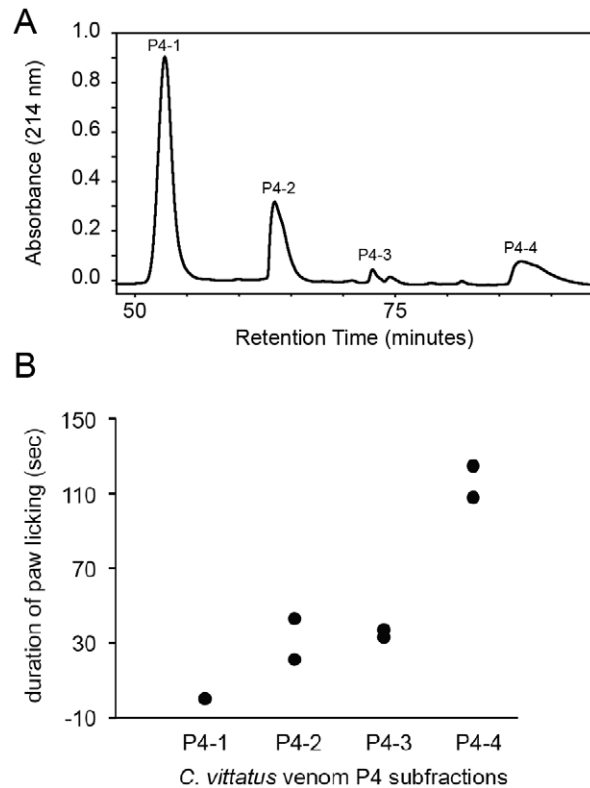 A
1.0
0.8
0.6
0.4
0.2
0.0
Absorbance (214 nm)
P4-1
P4-2
P4-3
P4-4
50
75
Retention Time (minutes)
B
150
110
70
30
-10
duration of paw licking (sec)
P4-1 P4-2 P4-3 P4-4
C. vittatus venom P4 subfractions